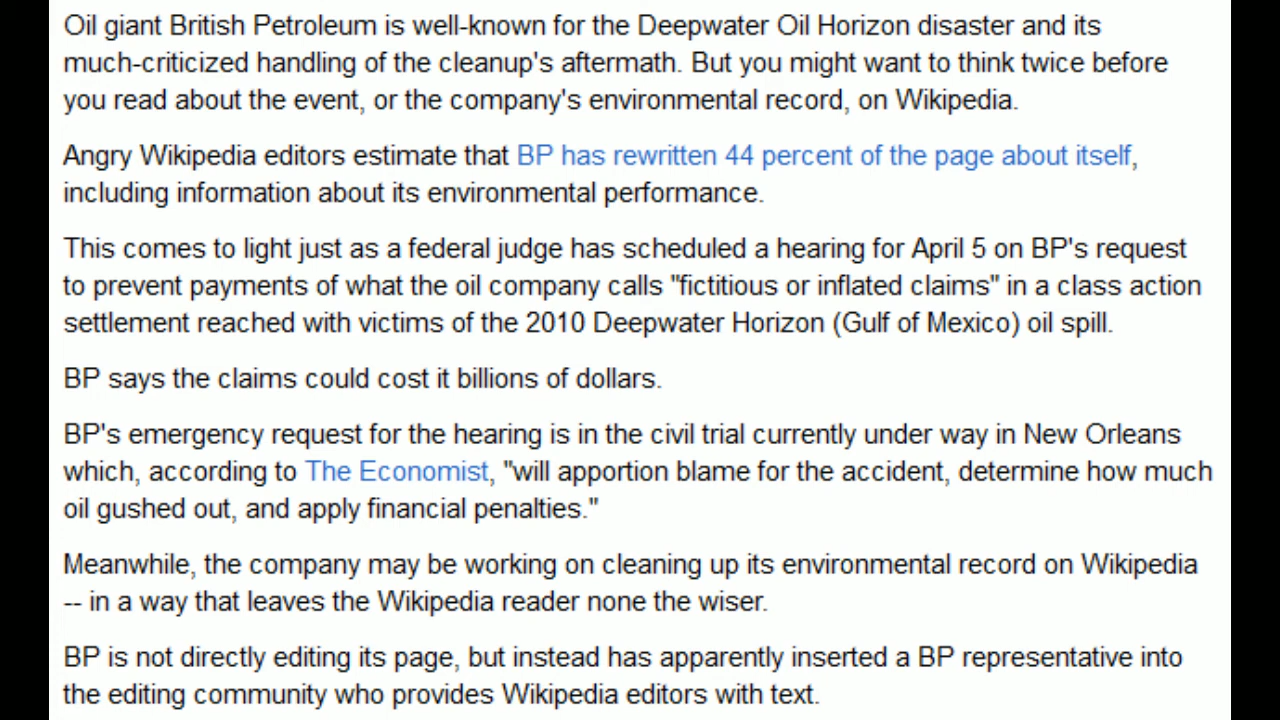 Oil giant British Petroleum is well-known for the Deepwater Oil Horizon disaster and its
much-criticized handling of the cleanup's aftermath. But you might want to think twice before
you read about the event, or the company's environmental record, on Wikipedia.
Angry Wikipedia editors estimate that BP has rewritten 44 percent of the page about itself,
including information about its environmental performance.
This comes to light just as a federal judge has scheduled a hearing for April 5 on BP's request
to prevent payments of what the oil company calls "fictitious or inflated claims" in a class action
settlement reached with victims of the 2010 Deepwater Horizon (Gulf of Mexico) oil spill.
BP says the claims could cost it billions of dollars.
BP's emergency request for the hearing is in the civil trial currently under way in New Orleans
which, according to The Economist, "will apportion blame for the accident, determine how much
oil gushed out, and apply financial penalties."
Meanwhile, the company may be working on cleaning up its environmental record on Wikipedia
-- in a way that leaves the Wikipedia reader none the wiser.
BP is not directly editing its page, but instead has apparently inserted a BP representative into
the editing community who provides Wikipedia editors with text.